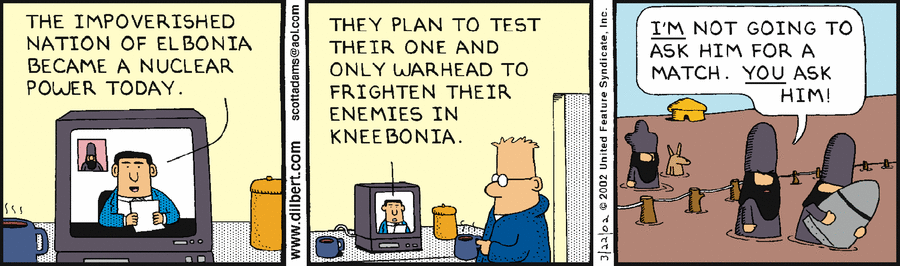 THE IMPOVERISHED
NATION OF ELBONIA
BECAME A NUCLEAR
POWER TODAY.
www.dilbert.com scottadams@aol.com
THEY PLAN TO TEST
THEIR ONE AND
ONLY WARHEAD TO
FRIGHTEN THEIR
ENEMIES IN
KNEEBONIA.
3/22/02 © 2002 United Feature Syndicate, Inc.
I'M NOT GOING TO
ASK HIM FOR A
MATCH. YOU ASK
HIM!